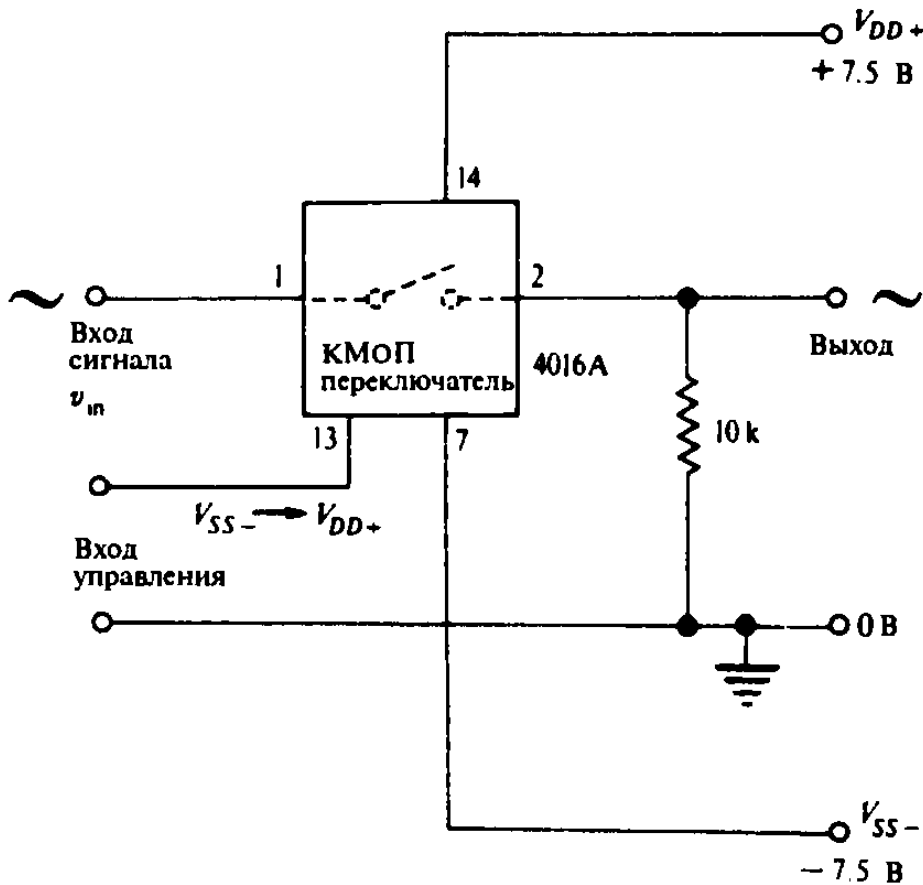 V_DD+
+ 7.5 В
14
1
2
~
~
Вход
сигнала
v_in
КМОП
переключатель
4016А
Выход
13
7
10 k
V_SS− → V_DD+
Вход
управления
0 В
V_SS−
− 7.5 В